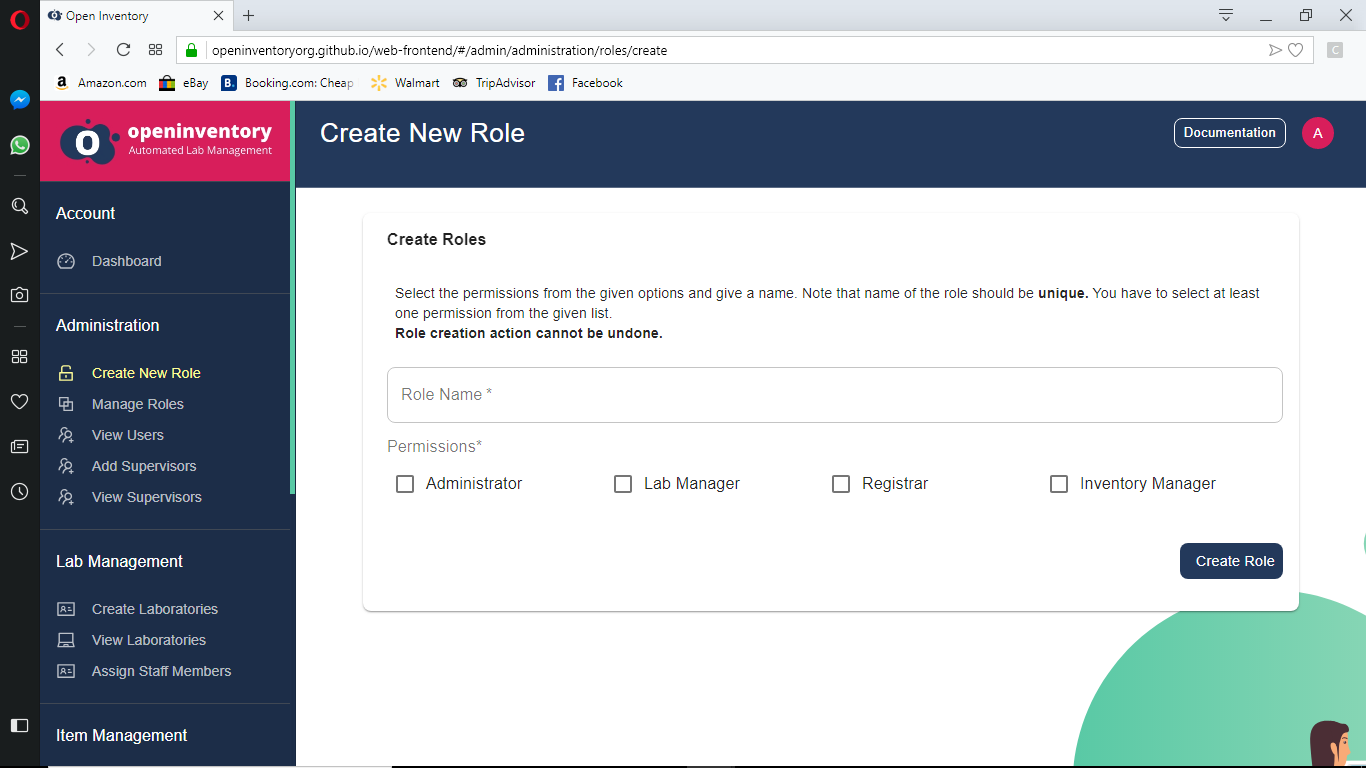 Open Inventory
openinventoryorg.github.io/web-frontend/#/admin/administration/roles/create
C
a Amazon.com eBay B. Booking.com: Cheap Walmart TripAdvisor Facebook
openinventory
Automated Lab Management
Create New Role
Documentation
A
Account
Dashboard
Administration
Create New Role
Manage Roles
View Users
Add Supervisors
View Supervisors
Lab Management
Create Laboratories
View Laboratories
Assign Staff Members
Item Management
Create Roles
Select the permissions from the given options and give a name. Note that name of the role should be unique. You have to select at least
one permission from the given list.
Role creation action cannot be undone.
Role Name *
Permissions*
Administrator Lab Manager Registrar Inventory Manager
Create Role